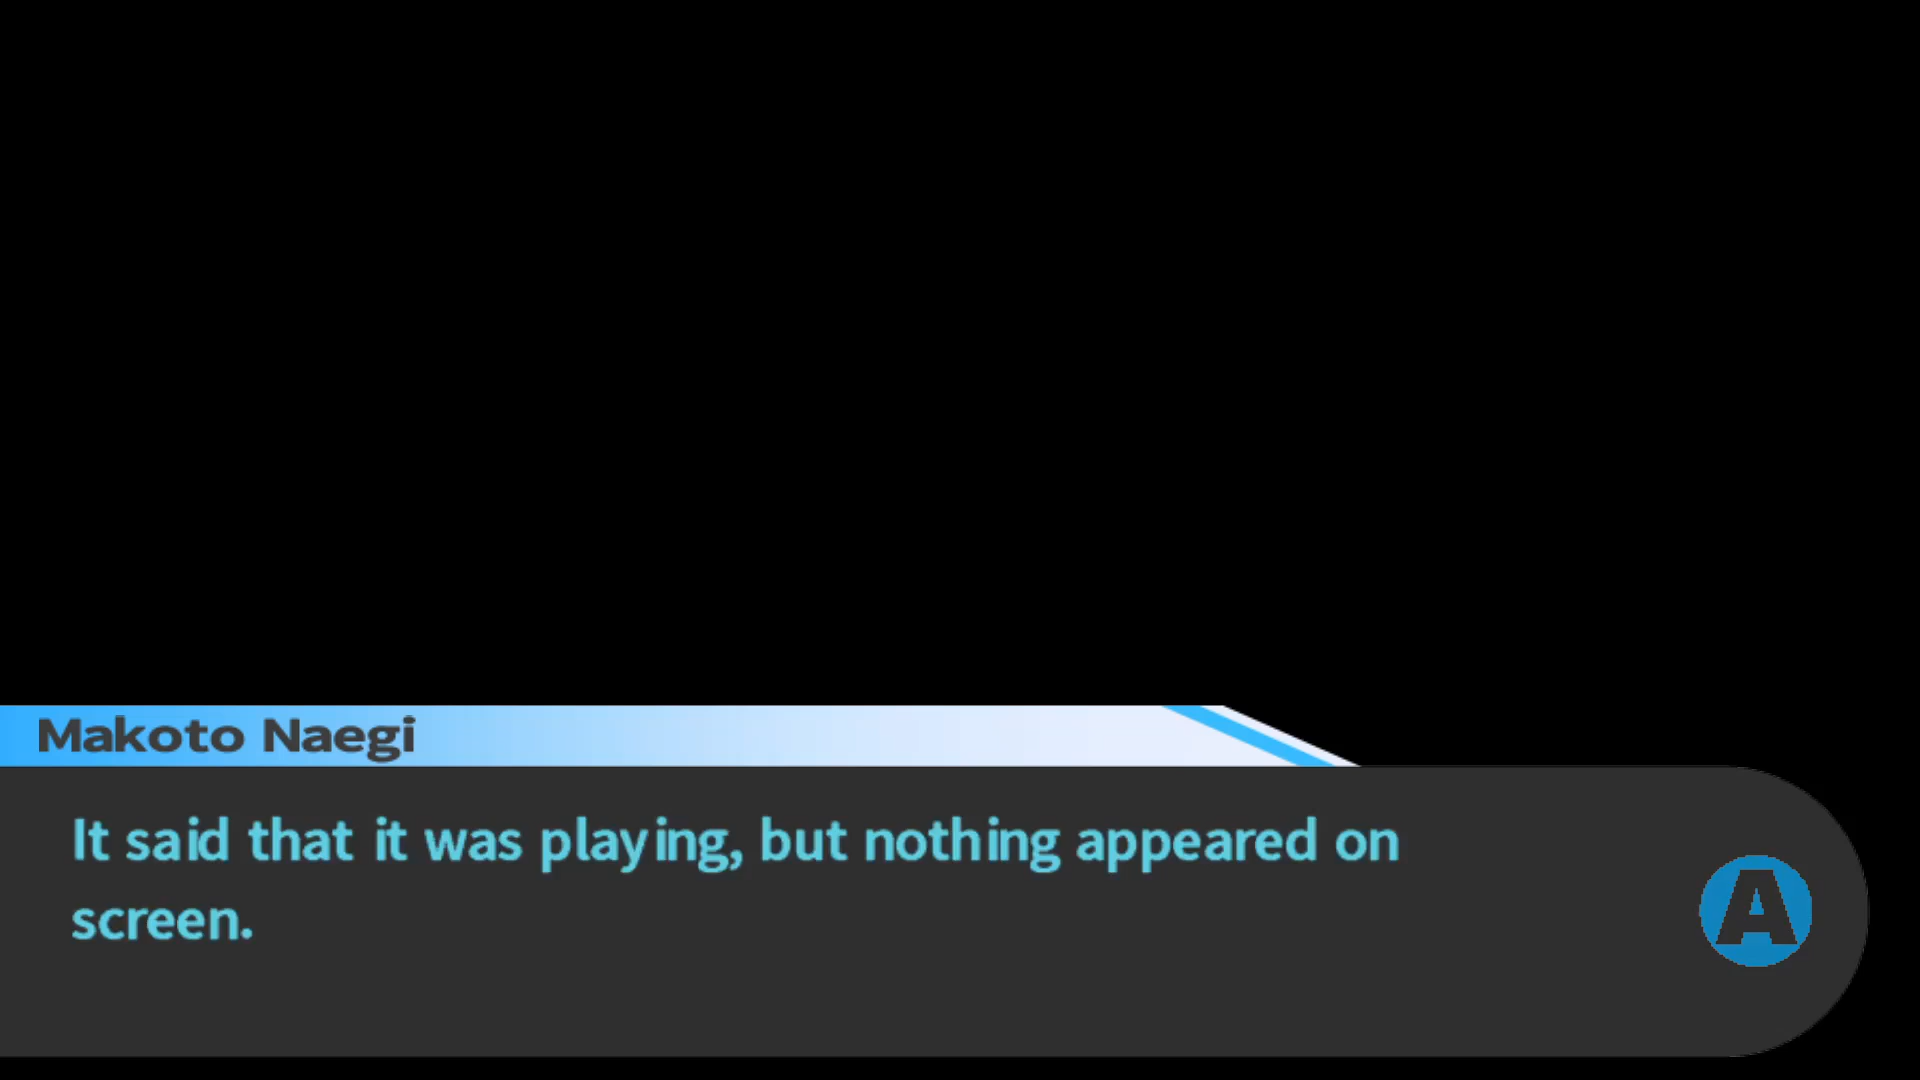 Makoto Naegi
It said that it was playing, but nothing appeared on
screen.
A